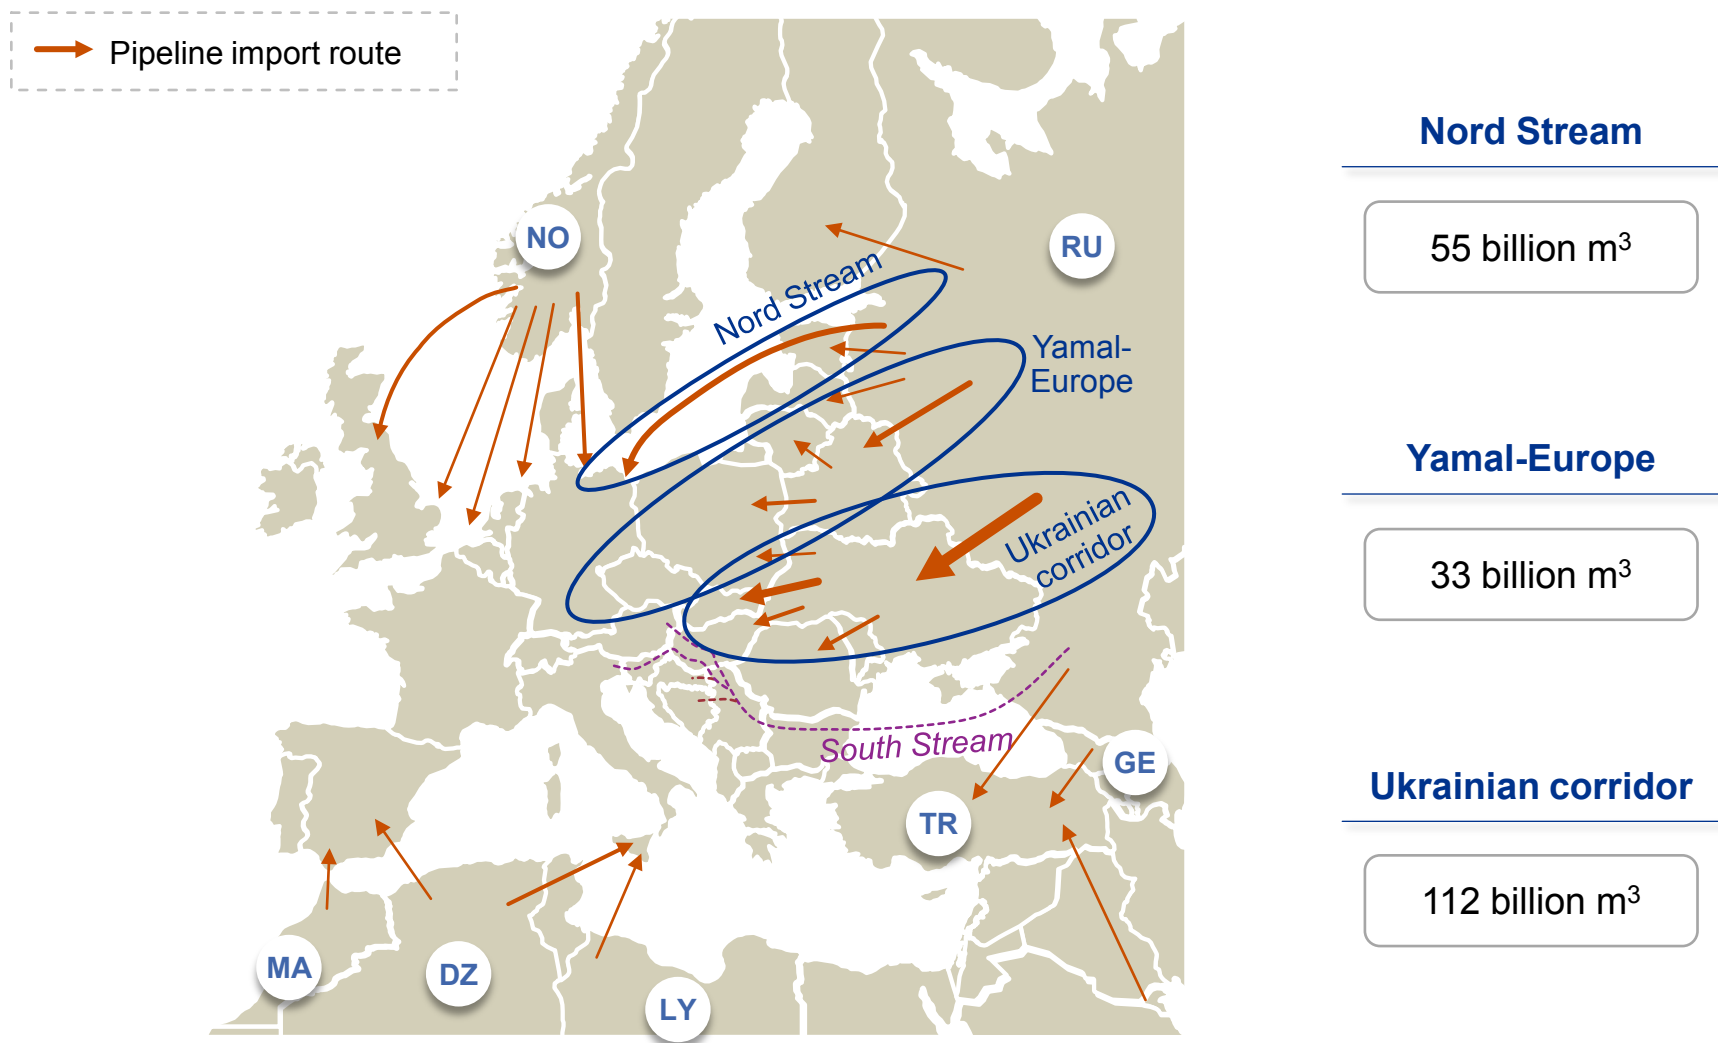 Pipeline import route
NO
RU
Nord Stream
Yamal-
Europe
Ukrainian
corridor
South Stream
GE
TR
MA
DZ
LY
Nord Stream
55 billion m³
Yamal-Europe
33 billion m³
Ukrainian corridor
112 billion m³